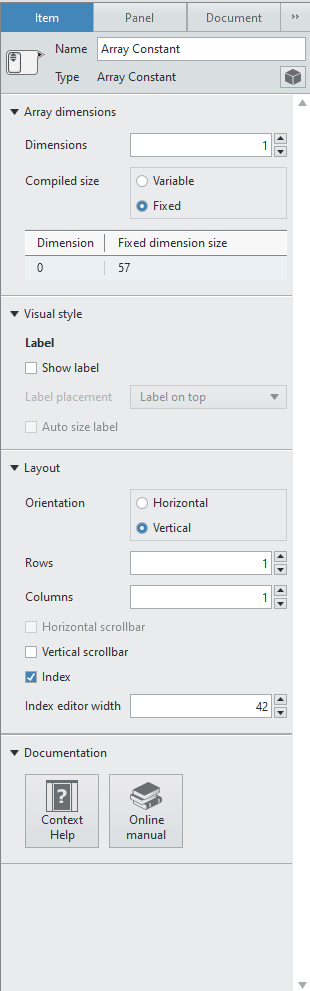 Item Panel Document »
Name Array Constant
Type Array Constant
Array dimensions
Dimensions 1
Compiled size Variable
Fixed
Dimension Fixed dimension size
0 57
Visual style
Label
Show label
Label placement Label on top
Auto size label
Layout
Orientation Horizontal
Vertical
Rows 1
Columns 1
Horizontal scrollbar
Vertical scrollbar
Index
Index editor width 42
Documentation
?
Context Online
Help manual